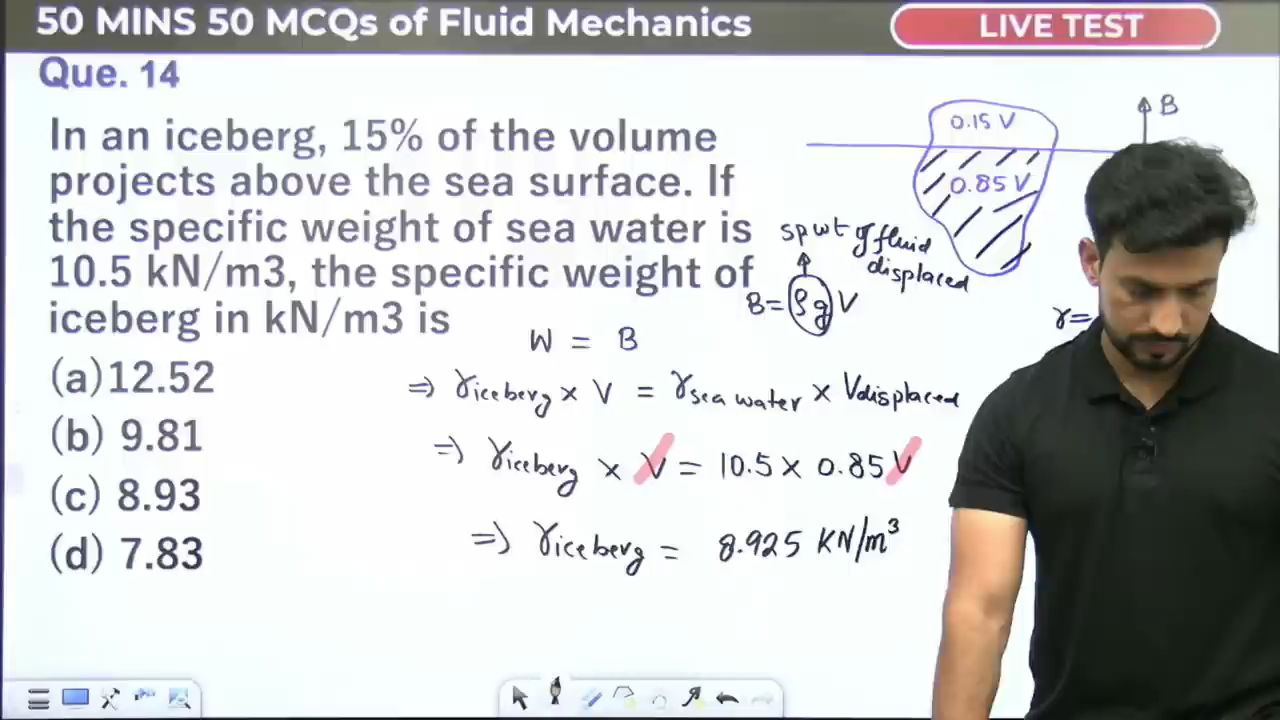 50 MINS 50 MCQs of Fluid Mechanics
LIVE TEST
Que. 14
In an iceberg, 15% of the volume
projects above the sea surface. If
the specific weight of sea water is
10.5 kN/m3, the specific weight of
iceberg in kN/m3 is
(a)12.52
(b) 9.81
(c) 8.93
(d) 7.83
0.15 V
0.85 V
B
sp wt of fluid
displaced
B = ρg V
γ=
W = B
⇒ γiceberg × V = γsea water × Vdisplaced
⇒ γiceberg × V = 10.5 × 0.85 V
⇒ γiceberg = 8.925 KN/m³